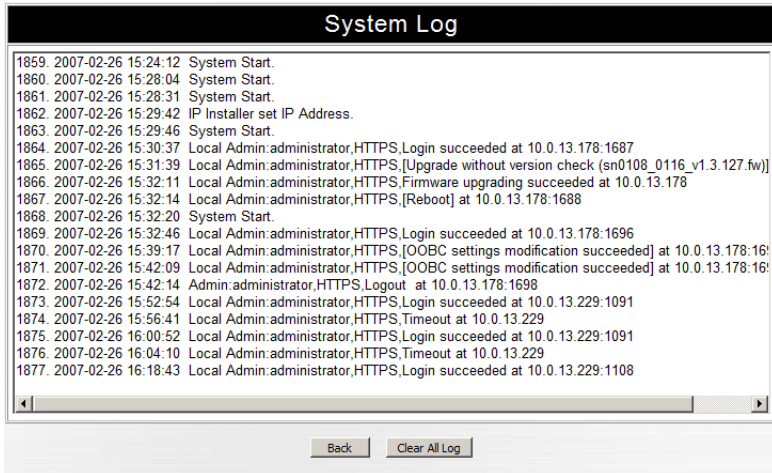 System Log
1859. 2007-02-26 15:24:12 System Start.
1860. 2007-02-26 15:28:04 System Start.
1861. 2007-02-26 15:28:31 System Start.
1862. 2007-02-26 15:29:42 IP Installer set IP Address.
1863. 2007-02-26 15:29:46 System Start.
1864. 2007-02-26 15:30:37 Local Admin:administrator,HTTPS,Login succeeded at 10.0.13.178:1687
1865. 2007-02-26 15:31:39 Local Admin:administrator,HTTPS,[Upgrade without version check (sn0108_0116_v1.3.127.fw)]
1866. 2007-02-26 15:32:11 Local Admin:administrator,HTTPS,Firmware upgrading succeeded at 10.0.13.178
1867. 2007-02-26 15:32:14 Local Admin:administrator,HTTPS,[Reboot] at 10.0.13.178:1688
1868. 2007-02-26 15:32:20 System Start.
1869. 2007-02-26 15:32:46 Local Admin:administrator,HTTPS,Login succeeded at 10.0.13.178:1696
1870. 2007-02-26 15:39:17 Local Admin:administrator,HTTPS,[OOBC settings modification succeeded] at
1871. 2007-02-26 15:42:09 Local Admin:administrator,HTTPS,[OOBC settings modification succeeded] at
1872. 2007-02-26 15:42:14 Admin:administrator,HTTPS,Logout at 10.0.13.178:1698
1873. 2007-02-26 15:52:54 Local Admin:administrator,HTTPS,Login succeeded at 10.0.13.229:1091
1874. 2007-02-26 15:56:41 Local Admin:administrator,HTTPS,Timeout at 10.0.13.229
1875. 2007-02-26 16:00:52 Local Admin:administrator,HTTPS,Login succeeded at 10.0.13.229:1091
1876. 2007-02-26 16:04:10 Local Admin:administrator,HTTPS,Timeout at 10.0.13.229
1877. 2007-02-26 16:18:43 Local Admin:administrator,HTTPS,Login succeeded at 10.0.13.229:1108
Back
Clear All Log